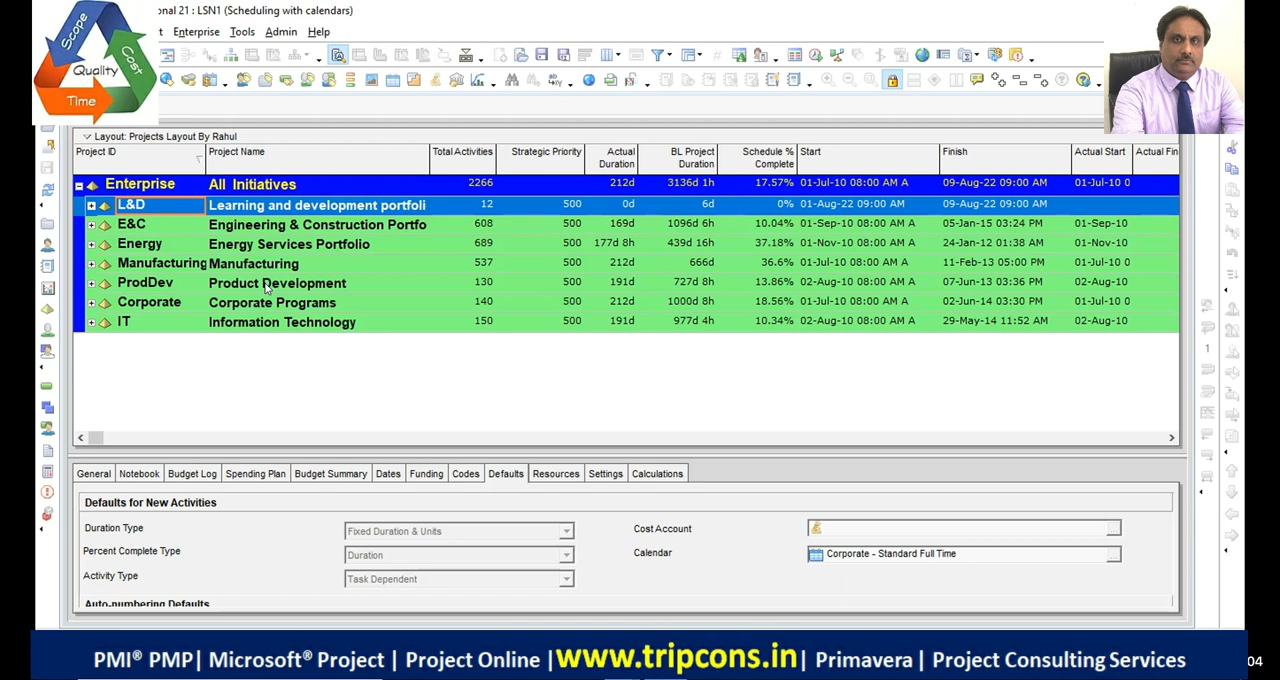 onal 21 : LSN1 (Scheduling with calendars)
t Enterprise Tools Admin Help
Scope
Cost
Quality
Time
Layout: Projects Layout By Rahul
Project ID Project Name Total Activities Strategic Priority Actual Duration BL Project Duration Schedule % Complete Start Finish Actual Start Actual Fin
Enterprise All Initiatives 2266 212d 3136d 1h 17.57% 01-Jul-10 08:00 AM A 09-Aug-22 09:00 AM 01-Jul-10 0
L&D Learning and development portfoli 12 500 0d 6d 0% 01-Aug-22 09:00 AM 09-Aug-22 09:00 AM
E&C Engineering & Construction Portfo 608 500 169d 1096d 6h 10.04% 01-Sep-10 08:00 AM A 05-Jan-15 03:24 PM 01-Sep-10
Energy Energy Services Portfolio 689 500 177d 8h 439d 16h 37.18% 01-Nov-10 08:00 AM A 24-Jan-12 01:38 AM 01-Nov-10
Manufacturing Manufacturing 537 500 212d 666d 36.6% 01-Jul-10 08:00 AM A 11-Feb-13 05:00 PM 01-Jul-10 0
ProdDev Product Development 130 500 191d 727d 8h 13.86% 02-Aug-10 08:00 AM A 07-Jun-13 03:36 PM 02-Aug-10
Corporate Corporate Programs 140 500 212d 1000d 8h 18.56% 01-Jul-10 08:00 AM A 02-Jun-14 03:30 PM 01-Jul-10 0
IT Information Technology 150 500 191d 977d 4h 10.34% 02-Aug-10 08:00 AM A 29-May-14 11:52 AM 02-Aug-10
1
General Notebook Budget Log Spending Plan Budget Summary Dates Funding Codes Defaults Resources Settings Calculations
Defaults for New Activities
Duration Type Fixed Duration & Units Cost Account
Percent Complete Type Duration Calendar Corporate - Standard Full Time
Activity Type Task Dependent
Auto-numbering Defaults
PMI® PMP| Microsoft® Project | Project Online |www.tripcons.in| Primavera | Project Consulting Services
04